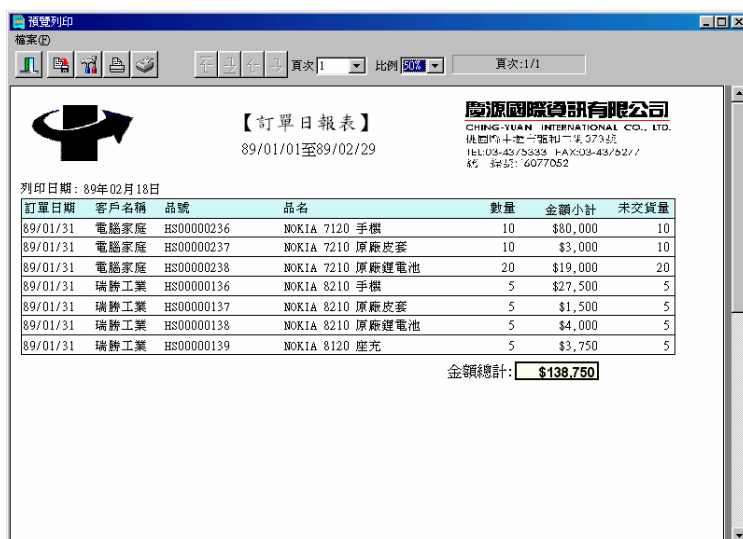 預覽列印
檔案(F)
頁次 1 比例 50% 頁次:1/1
慶源國際資訊有限公司
CHING-YUAN INTERNATIONAL CO., LTD.
【訂單日報表】
89/01/01至89/02/29
TEL:03-4375333 FAX:03-4375277
列印日期: 89年02月18日
訂單日期 客戶名稱 品號 品名 數量 金額小計 未交貨量
89/01/31 電腦家庭 HS00000236 NOKIA 7120 手機 10 $80,000 10
89/01/31 電腦家庭 HS00000237 NOKIA 7210 原廠皮套 10 $3,000 10
89/01/31 電腦家庭 HS00000238 NOKIA 7210 原廠鋰電池 20 $19,000 20
89/01/31 瑞勝工業 HS00000136 NOKIA 8210 手機 5 $27,500 5
89/01/31 瑞勝工業 HS00000137 NOKIA 8210 原廠皮套 5 $1,500 5
89/01/31 瑞勝工業 HS00000138 NOKIA 8210 原廠鋰電池 5 $4,000 5
89/01/31 瑞勝工業 HS00000139 NOKIA 8120 座充 5 $3,750 5
金額總計: $138,750